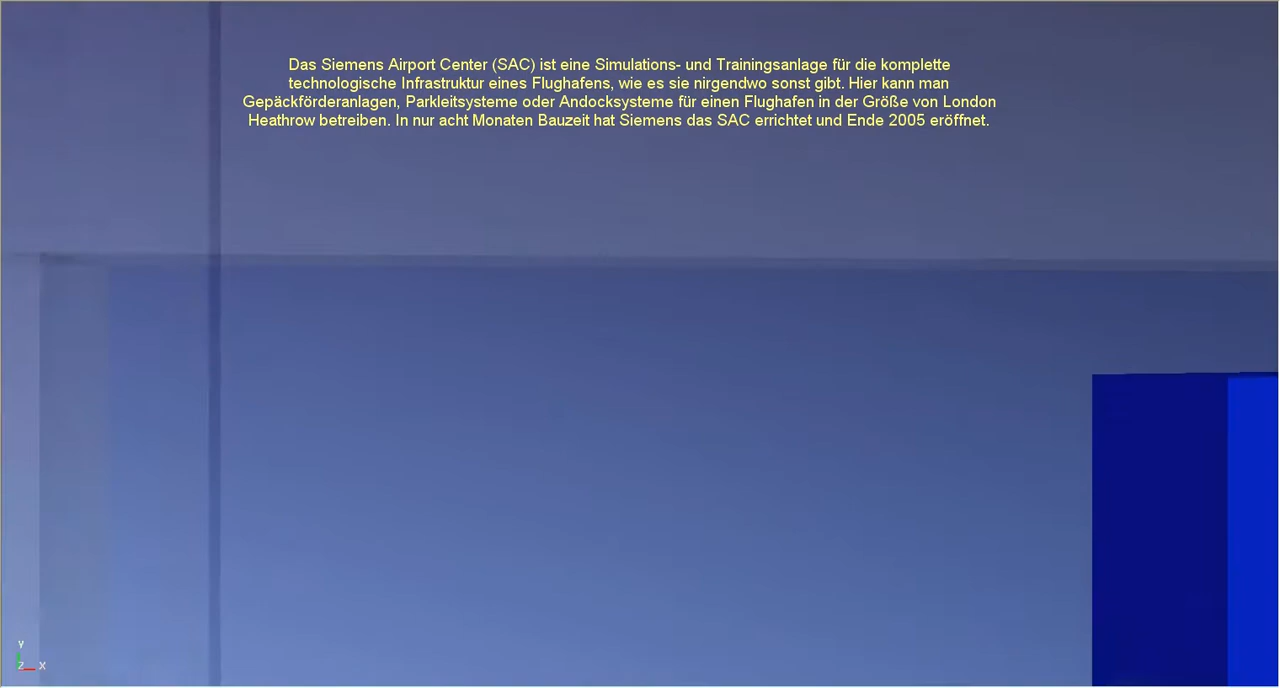 Das Siemens Airport Center (SAC) ist eine Simulations- und Trainingsanlage für die komplette
technologische Infrastruktur eines Flughafens, wie es sie nirgendwo sonst gibt. Hier kann man
Gepäckförderanlagen, Parkleitsysteme oder Andocksysteme für einen Flughafen in der Größe von London
Heathrow betreiben. In nur acht Monaten Bauzeit hat Siemens das SAC errichtet und Ende 2005 eröffnet.
y
z x